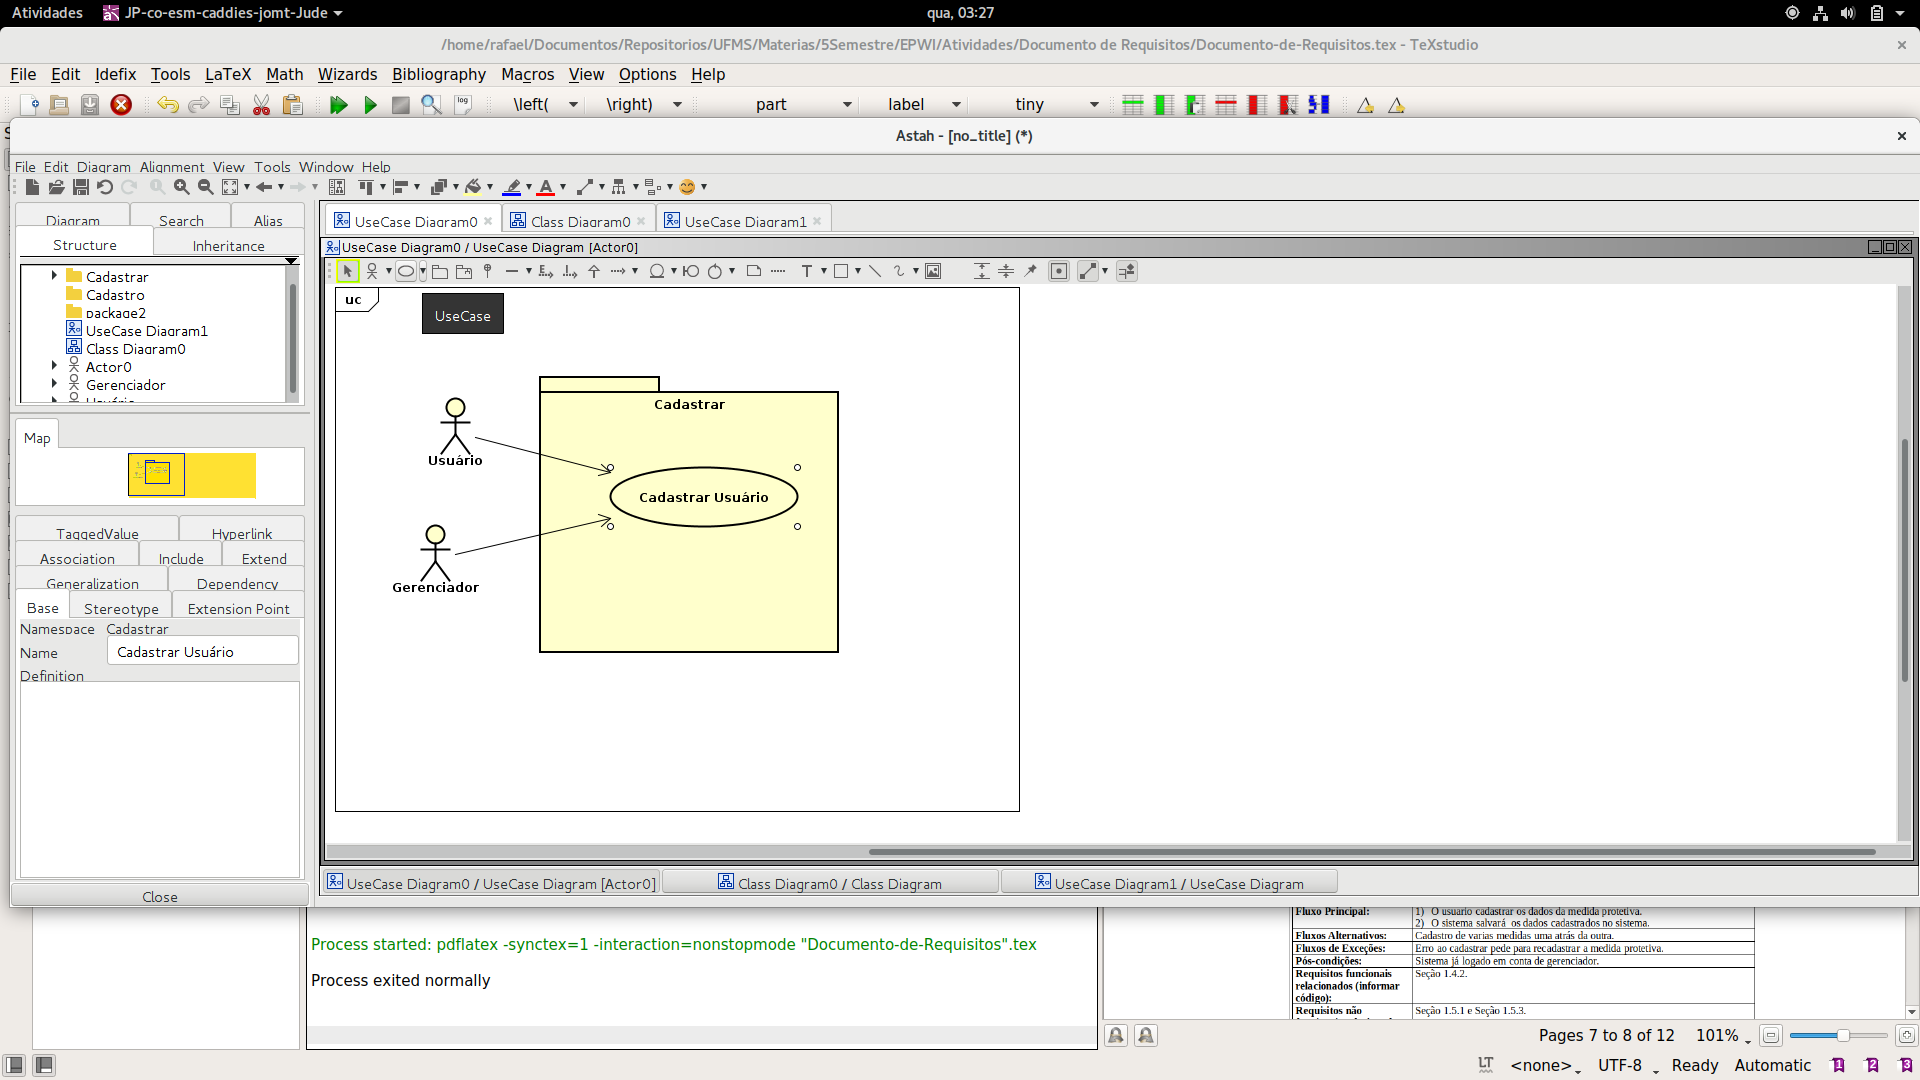 Atividades JP-co-esm-caddies-jomt-Jude qua, 03:27
/home/rafael/Documentos/Repositorios/UFMS/Materias/5Semestre/EPWI/Atividades/Documento de Requisitos/Documento-de-Requisitos.tex - TeXstudio
File Edit Idefix Tools LaTeX Math Wizards Bibliography Macros View Options Help
log \left( \right) part label tiny
Astah - [no_title] (*)
File Edit Diagram Alignment View Tools Window Help
Diagram Search Alias
Structure Inheritance
Cadastrar
Cadastro
package2
UseCase Diagram1
Class Diagram0
Actor0
Gerenciador
Usuário
Map
TaggedValue Hyperlink
Association Include Extend
Generalization Dependency
Base Stereotype Extension Point
Namespace Cadastrar
Name Cadastrar Usuário
Definition
Close
UseCase Diagram0 Class Diagram0 UseCase Diagram1
UseCase Diagram0 / UseCase Diagram [Actor0]
uc
UseCase
Cadastrar
Usuário
Cadastrar Usuário
Gerenciador
UseCase Diagram0 / UseCase Diagram [Actor0] Class Diagram0 / Class Diagram UseCase Diagram1 / UseCase Diagram
Process started: pdflatex -synctex=1 -interaction=nonstopmode "Documento-de-Requisitos".tex
Process exited normally
Fluxo Principal: 1) O usuario cadastrar os dados da medida protetiva.
2) O sistema salvará os dados cadastrados no sistema.
Fluxos Alternativos: Cadastro de varias medidas uma atrás da outra.
Fluxos de Exceções: Erro ao cadastrar pede para recadastrar a medida protetiva.
Pós-condições: Sistema já logado em conta de gerenciador.
Requisitos funcionais relacionados (informar código): Seção 1.4.2.
Requisitos não Seção 1.5.1 e Seção 1.5.3.
Pages 7 to 8 of 12 101%
LT <none> UTF-8 Ready Automatic 1 2 3